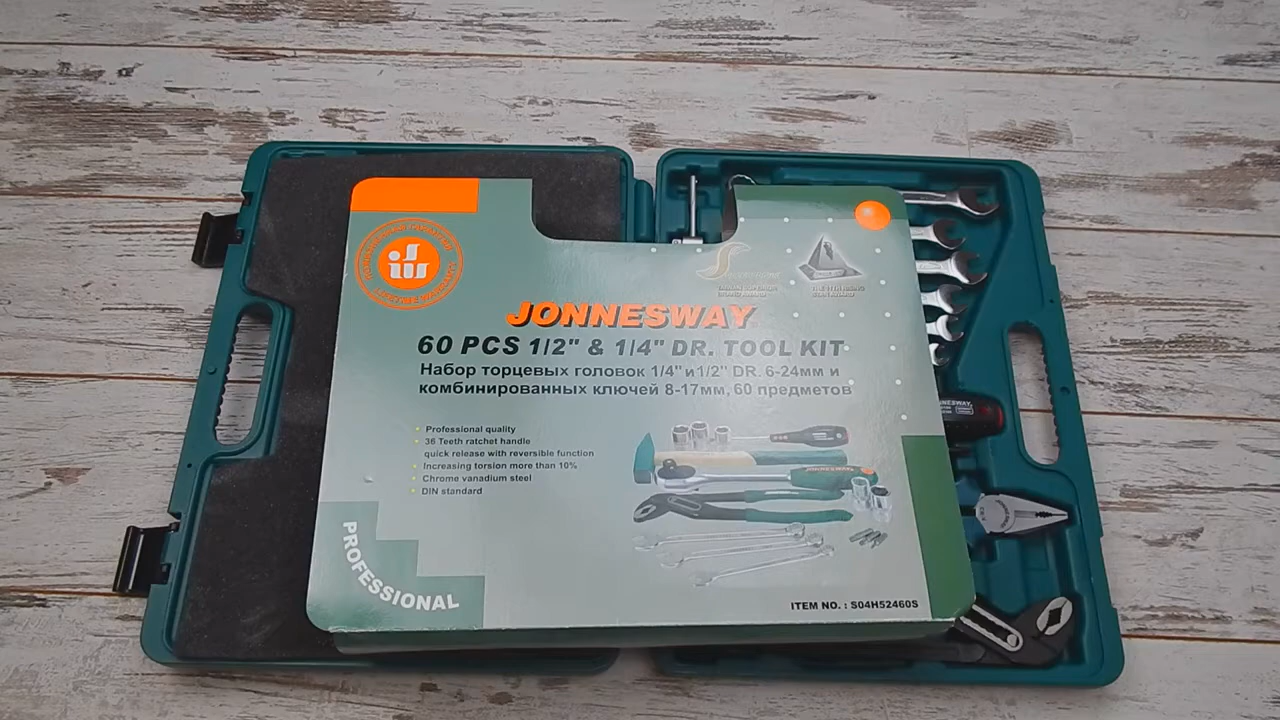 JONNESWAY
60 PCS 1/2" & 1/4" DR. TOOL KIT
Набор торцевых головок 1/4" и 1/2" DR. 6-24мм и
комбинированных ключей 8-17мм, 60 предметов
Professional quality
36 Teeth ratchet handle
quick release with reversible function
Increasing torsion more than 10%
Chrome vanadium steel
DIN standard
JONNESWAY
PROFESSIONAL
ITEM NO. : S04H52460S